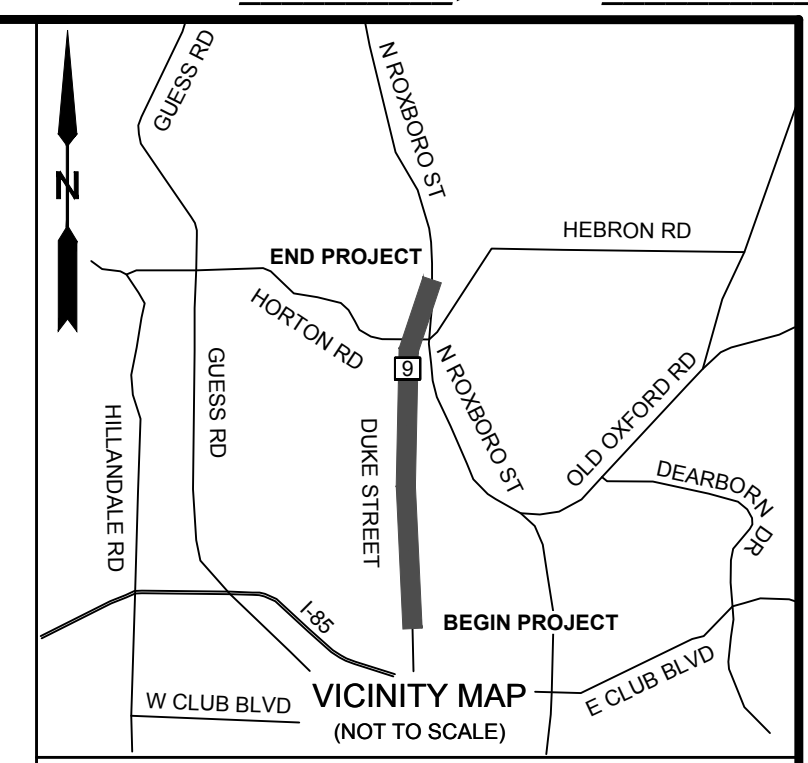 GUESS RD
N ROXBORO ST
N
HEBRON RD
END PROJECT
HORTON RD
9
GUESS RD
N ROXBORO ST
OLD OXFORD RD
HILLANDALE RD
DUKE STREET
DEARBORN DR
I-85
BEGIN PROJECT
W CLUB BLVD
VICINITY MAP
E CLUB BLVD
(NOT TO SCALE)